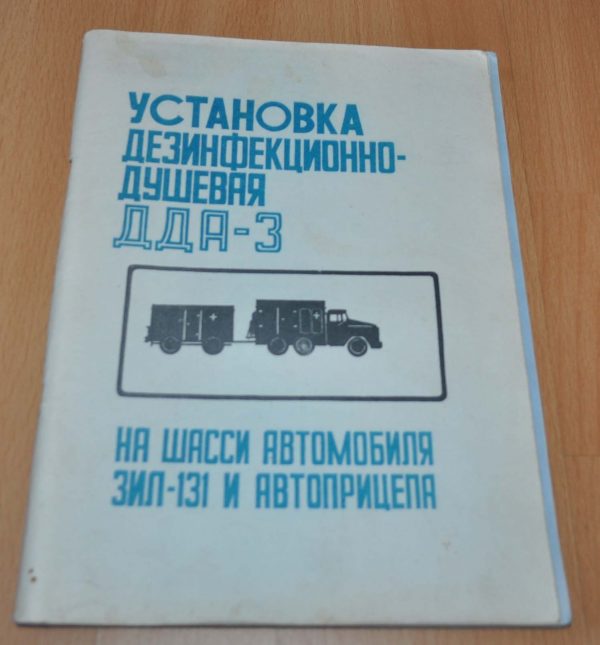 УСТАНОВКА
ДЕЗИНФЕКЦИОННО-
ДУШЕВАЯ
ДДА-3
НА ШАССИ АВТОМОБИЛЯ
ЗИЛ-131 И АВТОПРИЦЕПА